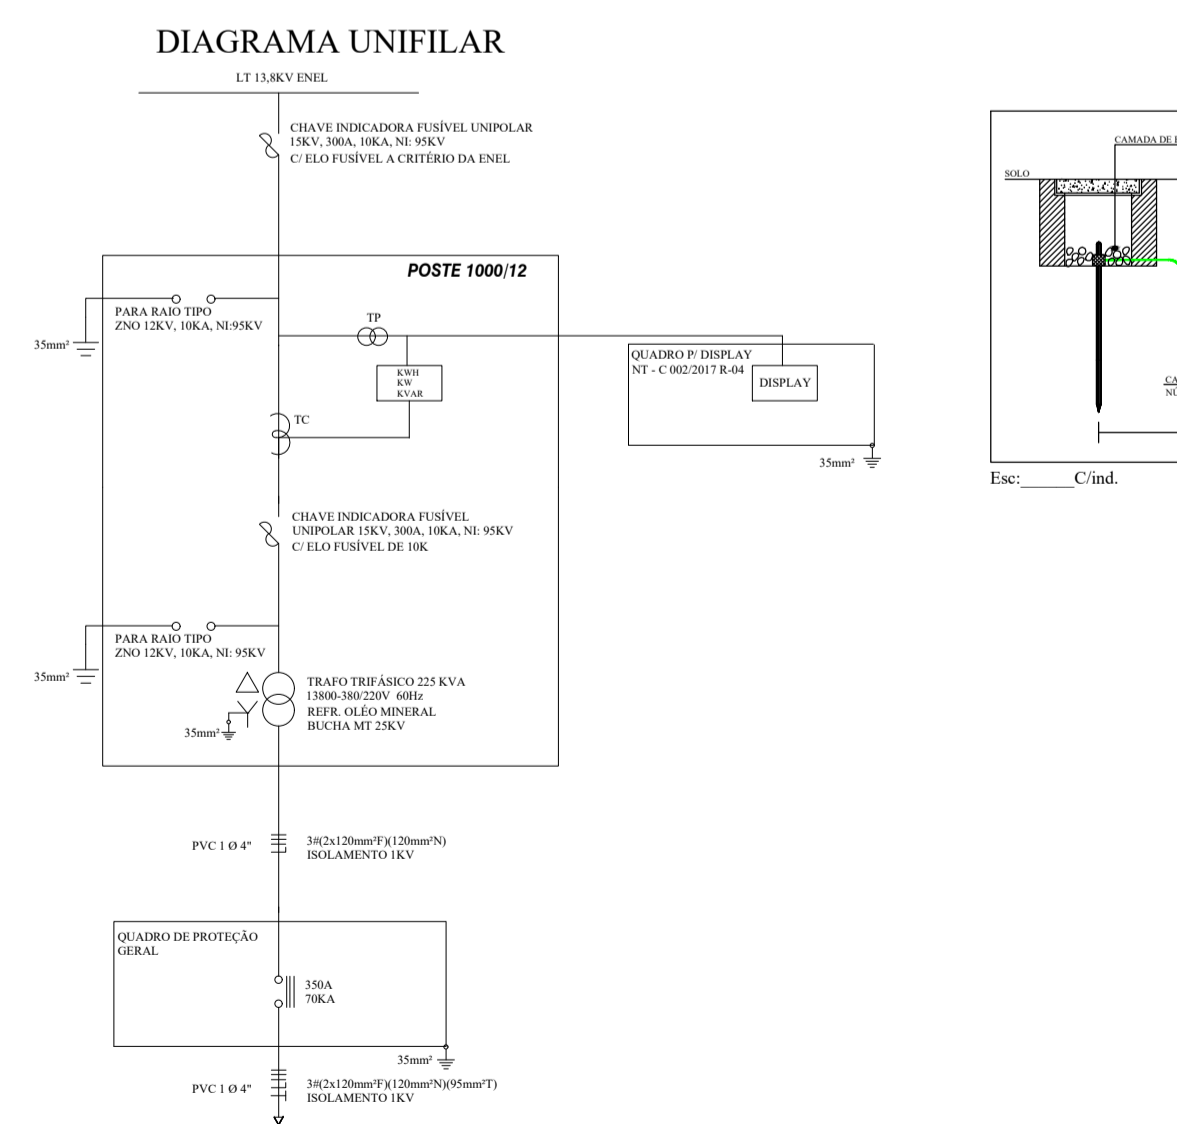 DIAGRAMA UNIFILAR
LT 13,8KV ENEL
CHAVE INDICADORA FUSÍVEL UNIPOLAR
15KV, 300A, 10KA, NI: 95KV
C/ ELO FUSÍVEL A CRITÉRIO DA ENEL
POSTE 1000/12
PARA RAIO TIPO
ZNO 12KV, 10KA, NI:95KV
35mm²
TP
KWH
KW
KVAR
TC
QUADRO P/ DISPLAY
NT - C 002/2017 R-04
DISPLAY
35mm²
CHAVE INDICADORA FUSÍVEL
UNIPOLAR 15KV, 300A, 10KA, NI: 95KV
C/ ELO FUSÍVEL DE 10K
PARA RAIO TIPO
ZNO 12KV, 10KA, NI: 95KV
35mm²
TRAFO TRIFÁSICO 225 KVA
13800-380/220V 60Hz
REFR. OLÉO MINERAL
BUCHA MT 25KV
35mm²
PVC 1 Ø 4"
3#(2x120mm²F)(120mm²N)
ISOLAMENTO 1KV
QUADRO DE PROTEÇÃO
GERAL
350A
70KA
35mm²
PVC 1 Ø 4"
3#(2x120mm²F)(120mm²N)(95mm²T)
ISOLAMENTO 1KV
CAMADA DE
SOLO
Esc:______C/ind.